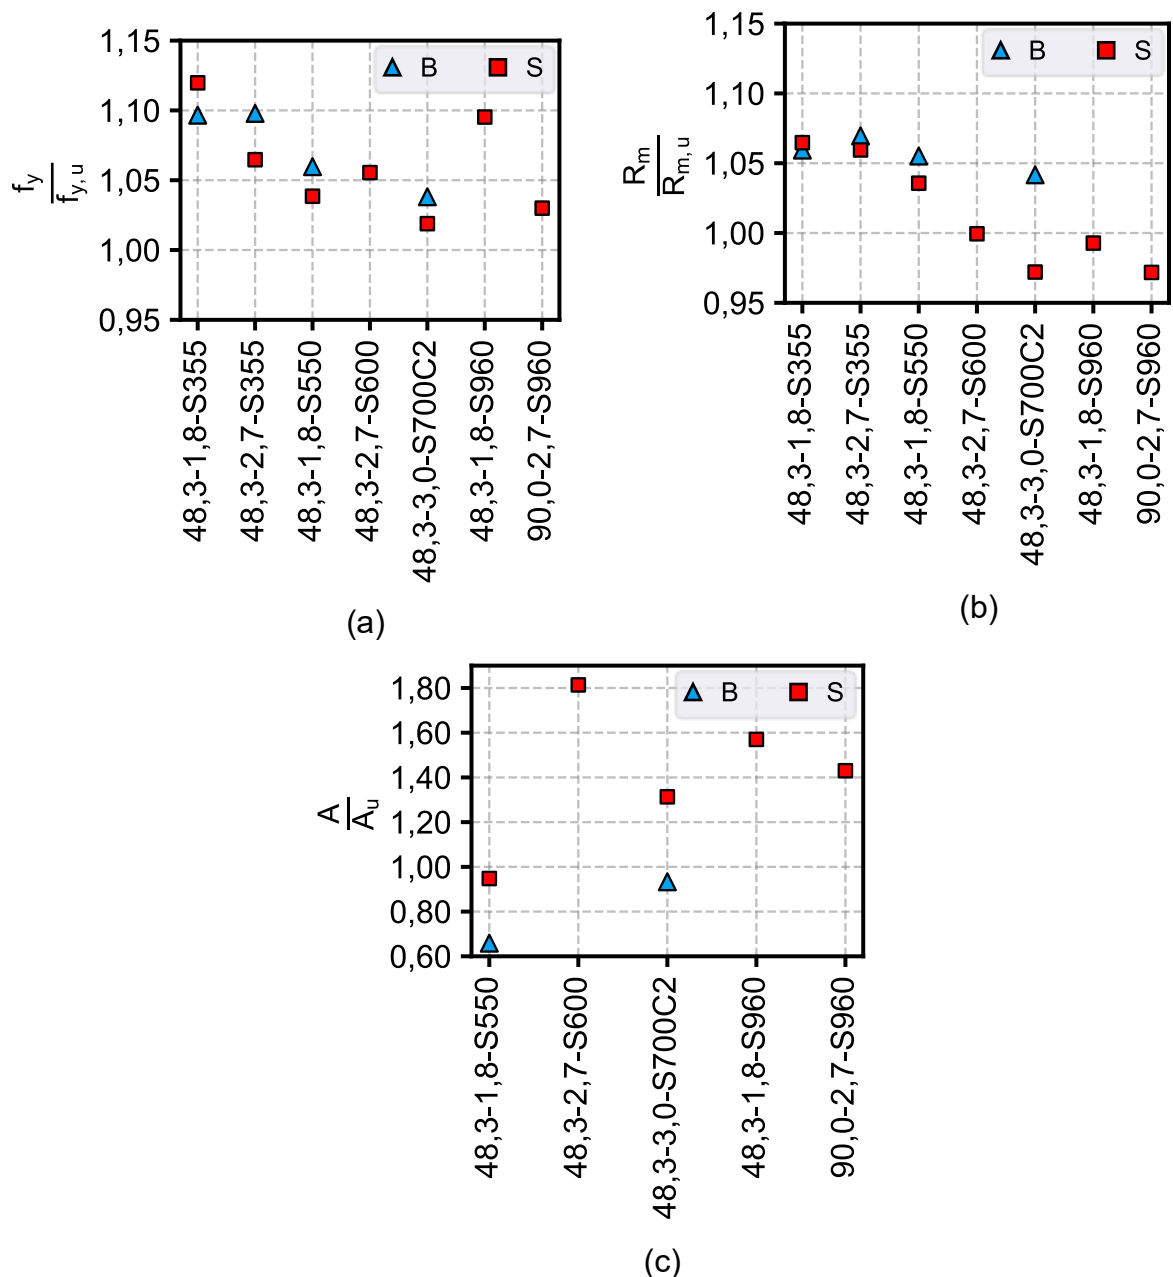 1,15
1,10
1,05
1,00
0,95
f_y
f_y, u
B S
48,3-1,8-S355
48,3-2,7-S355
48,3-1,8-S550
48,3-2,7-S600
48,3-3,0-S700C2
48,3-1,8-S960
90,0-2,7-S960
(a)
1,15
1,10
1,05
1,00
0,95
R_m
R_m, u
B S
48,3-1,8-S355
48,3-2,7-S355
48,3-1,8-S550
48,3-2,7-S600
48,3-3,0-S700C2
48,3-1,8-S960
90,0-2,7-S960
(b)
1,80
1,60
1,40
1,20
1,00
0,80
0,60
A
A_u
B S
48,3-1,8-S550
48,3-2,7-S600
48,3-3,0-S700C2
48,3-1,8-S960
90,0-2,7-S960
(c)